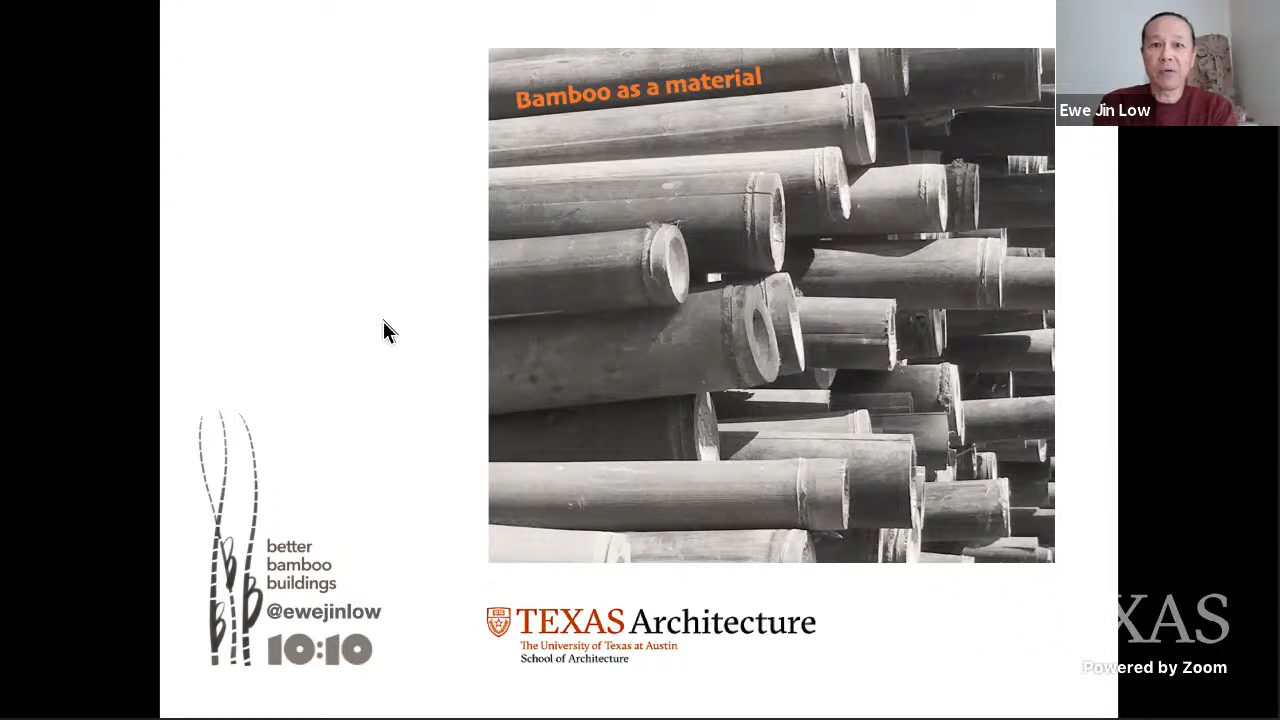 Bamboo as a material
Ewe Jin Low
better
bamboo
buildings
@ewejinlow
10:10
TEXAS Architecture
The University of Texas at Austin
School of Architecture
XAS
Powered by Zoom